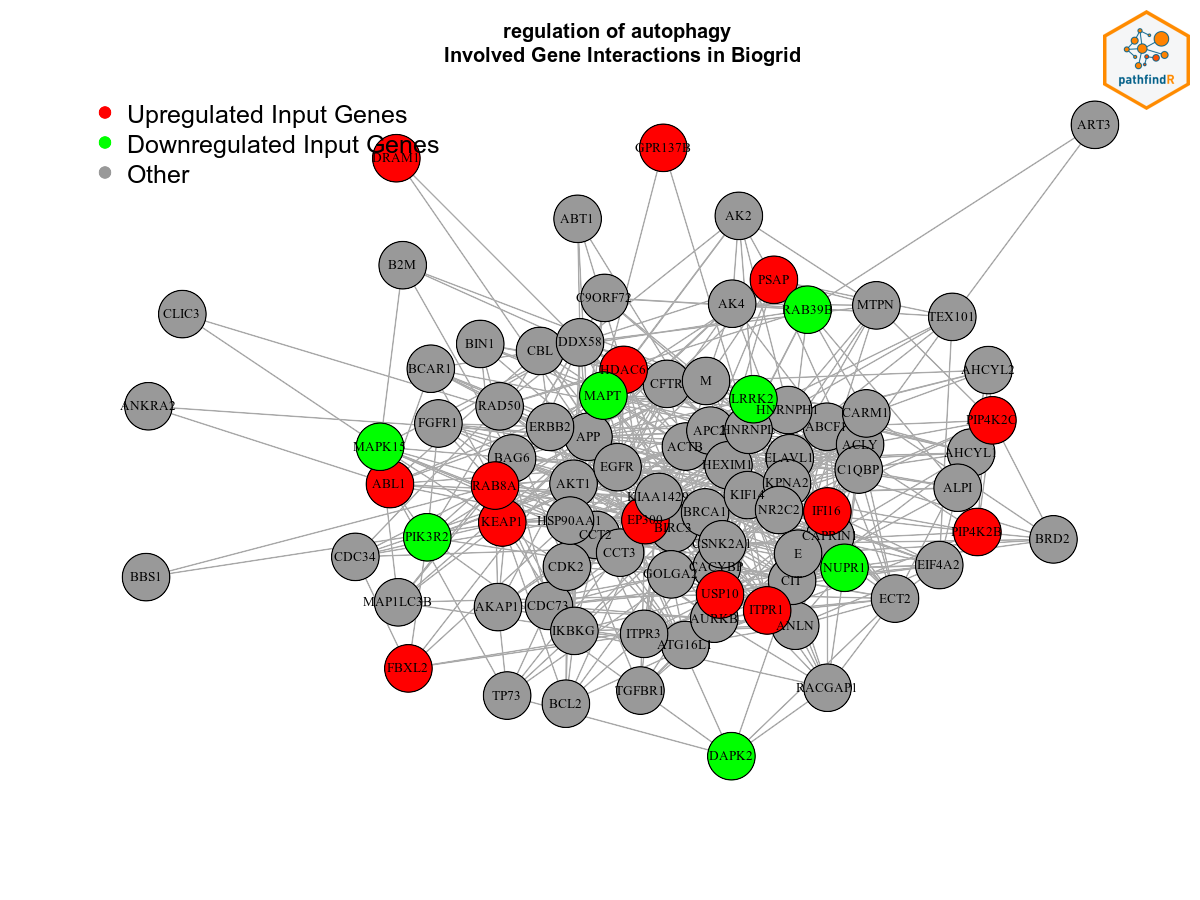 regulation of autophagy
Involved Gene Interactions in Biogrid
pathfindR
Upregulated Input Genes
Downregulated Input Genes
Other
ART3
DRAM1
GPR137B
ABT1
AK2
B2M
PSAP
C9ORF72
AK4
RAB39B
MTPN
CLIC3
TEX101
BIN1
CBL
DDX58
BCAR1
HDAC6
AHCYL2
CFTR
M
MAPT
LRRK2
ANKRA2
RAD50
HNRNPH1
CARM1
PIP4K2C
FGFR1
ERBB2
APP
APC2
HNRNPL
MAPK15
ACTB
ACLY
BAG6
HEXIM1
ELAVL1
AHCYL
EGFR
C1QBP
ABL1
RAB8A
AKT1
KPNA2
ALPI
KIAA1429
KIF14
KEAP1
HSP90AA1
EP300
BIRC3
BRCA1
NR2C2
IFI16
PIK3R2
CCT2
CAPRIN
PIP4K2B
BRD2
CDC34
CCT3
CSNK2A1
E
BBS1
CDK2
GOLGA2
CACYBP
CIT
NUPR1
EIF4A2
MAP1LC3B
AKAP1
CDC73
USP10
ITPR1
ECT2
IKBKG
ITPR3
AURKB
ANLN
ATG16L1
FBXL2
TP73
BCL2
TGFBR1
RACGAP1
DAPK2